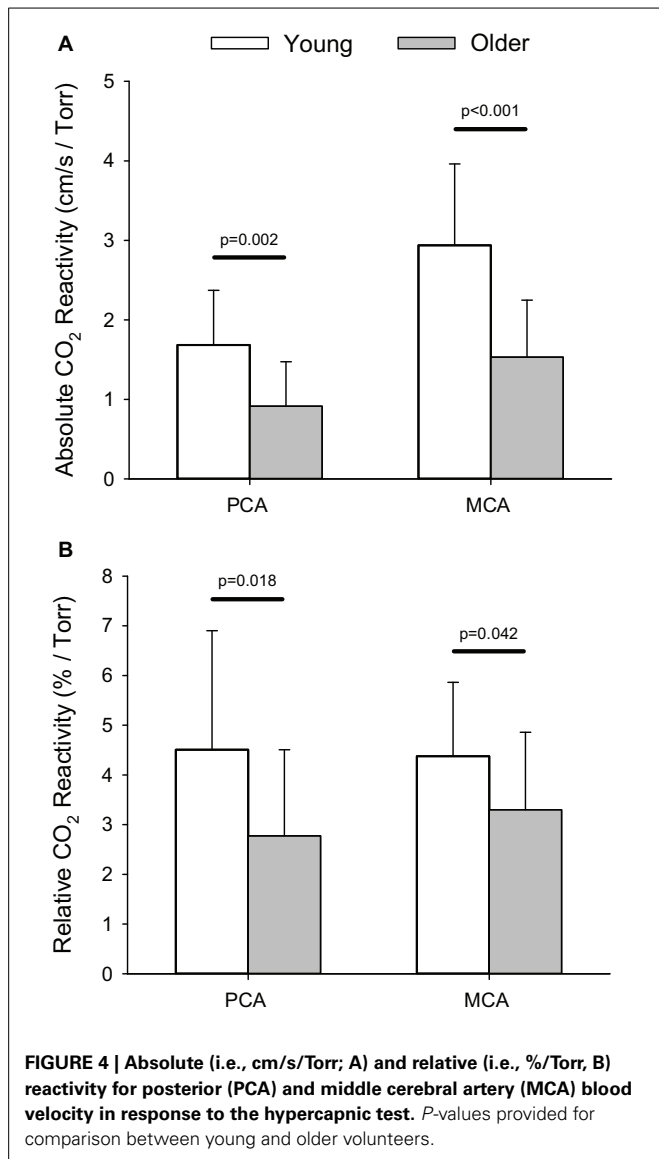 A
Young
Older
Absolute CO₂ Reactivity (cm/s / Torr)
5
4
3
2
1
0
p=0.002
p<0.001
PCA
MCA
B
Relative CO₂ Reactivity (% / Torr)
8
7
6
5
4
3
2
1
0
p=0.018
p=0.042
PCA
MCA
FIGURE 4 | Absolute (i.e., cm/s/Torr; A) and relative (i.e., %/Torr, B)
reactivity for posterior (PCA) and middle cerebral artery (MCA) blood
velocity in response to the hypercapnic test. P-values provided for
comparison between young and older volunteers.